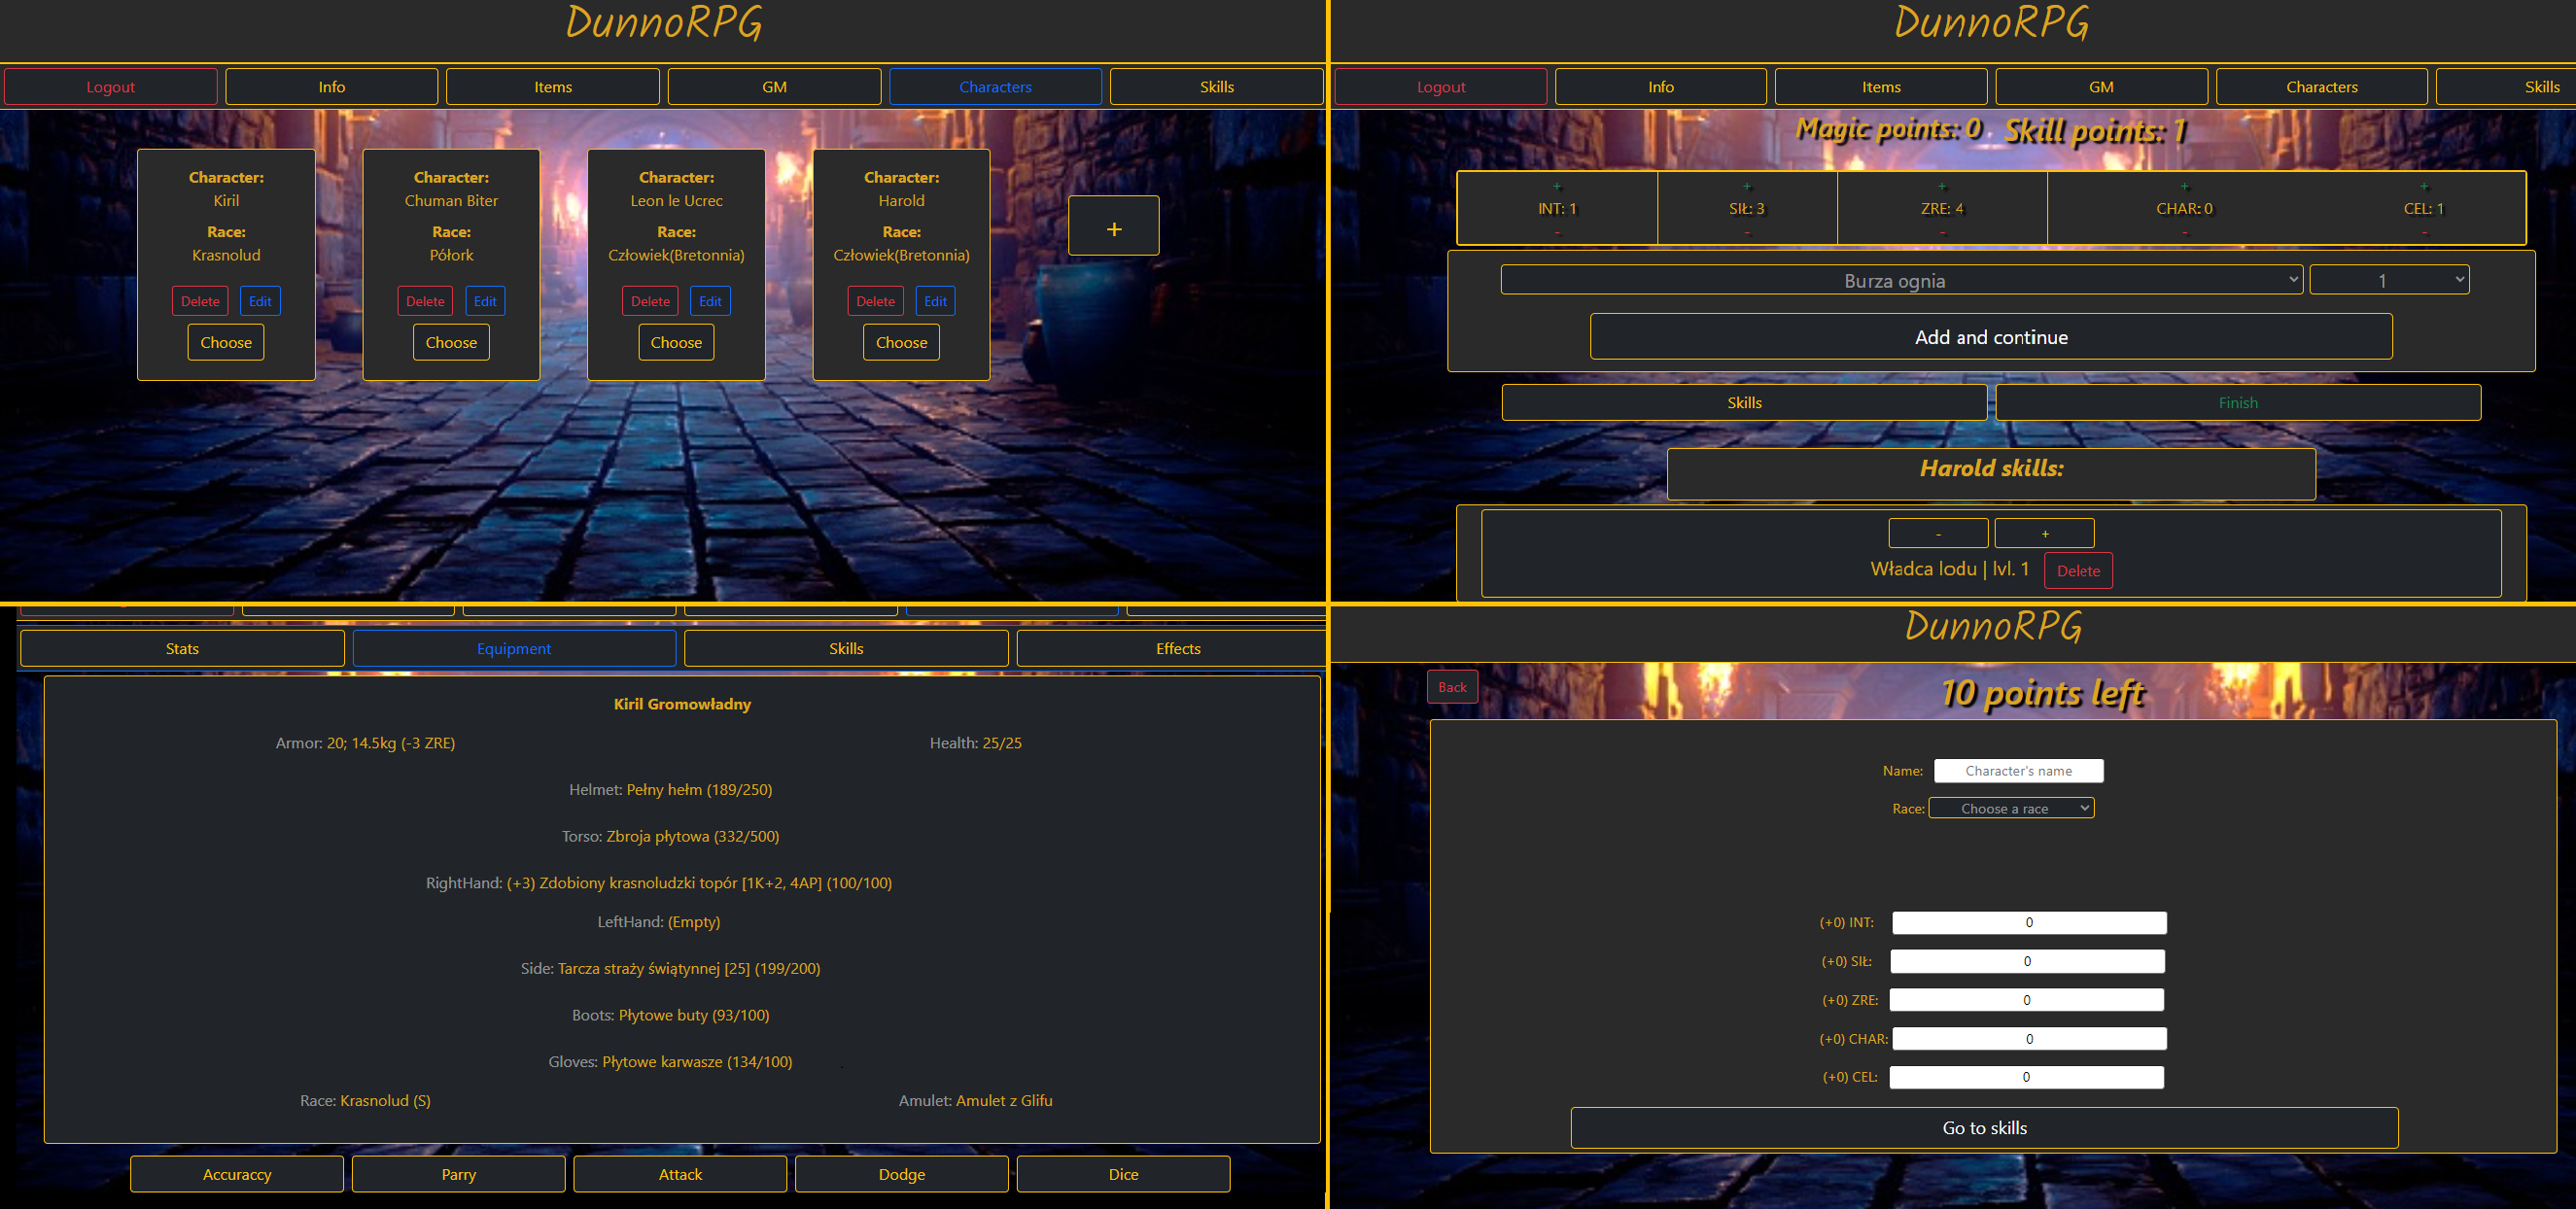 DunnoRPG
Logout Info Items GM Characters Skills
Character: Character: Character: Character:
Kiril Chuman Biter Leon le Ucrec Harold
+
Race: Race: Race: Race:
Krasnolud Półork Człowiek(Bretonnia) Człowiek(Bretonnia)
Delete Edit Delete Edit Delete Edit Delete Edit
Choose Choose Choose Choose
DunnoRPG
Logout Info Items GM Characters Skills
Magic points: 0 Skill points: 1
+ + + + +
INT: 1 SIŁ: 3 ZRE: 4 CHAR: 0 CEL: 1
- - - - -
Burza ognia 1
Add and continue
Skills Finish
Harold skills:
- +
Władca lodu | lvl. 1 Delete
Stats Equipment Skills Effects
Kiril Gromowładny
Armor: 20; 14.5kg (-3 ZRE) Health: 25/25
Helmet: Pełny hełm (189/250)
Torso: Zbroja płytowa (332/500)
RightHand: (+3) Zdobiony krasnoludzki topór [1K+2, 4AP] (100/100)
LeftHand: (Empty)
Side: Tarcza straży świątynnej [25] (199/200)
Boots: Płytowe buty (93/100)
Gloves: Płytowe karwasze (134/100)
Race: Krasnolud (S) Amulet: Amulet z Glifu
Accuraccy Parry Attack Dodge Dice
DunnoRPG
Back
10 points left
Name: Character's name
Race: Choose a race
(+0) INT: 0
(+0) SIŁ: 0
(+0) ZRE: 0
(+0) CHAR: 0
(+0) CEL: 0
Go to skills